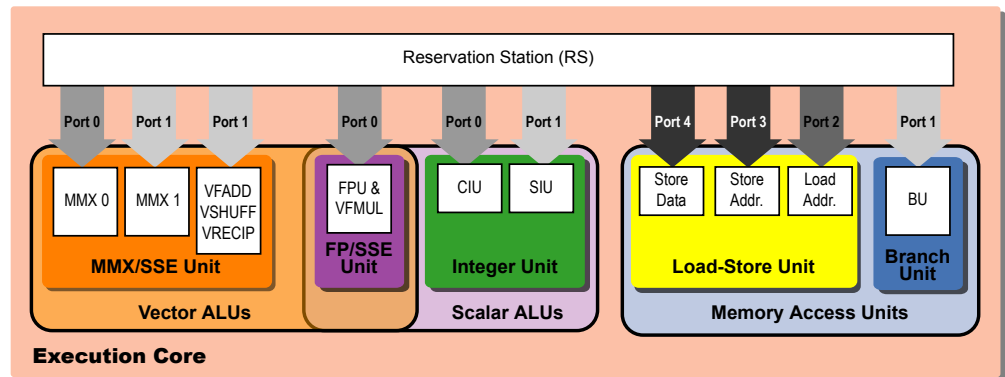 Reservation Station (RS)
Port 0
Port 1
Port 1
Port 0
Port 0
Port 1
Port 4
Port 3
Port 2
Port 1
MMX 0
MMX 1
VFADD
VSHUFF
VRECIP
FPU &
VFMUL
CIU
SIU
Store
Data
Store
Addr.
Load
Addr.
BU
MMX/SSE Unit
FP/SSE
Unit
Integer Unit
Load-Store Unit
Branch
Unit
Vector ALUs
Scalar ALUs
Memory Access Units
Execution Core